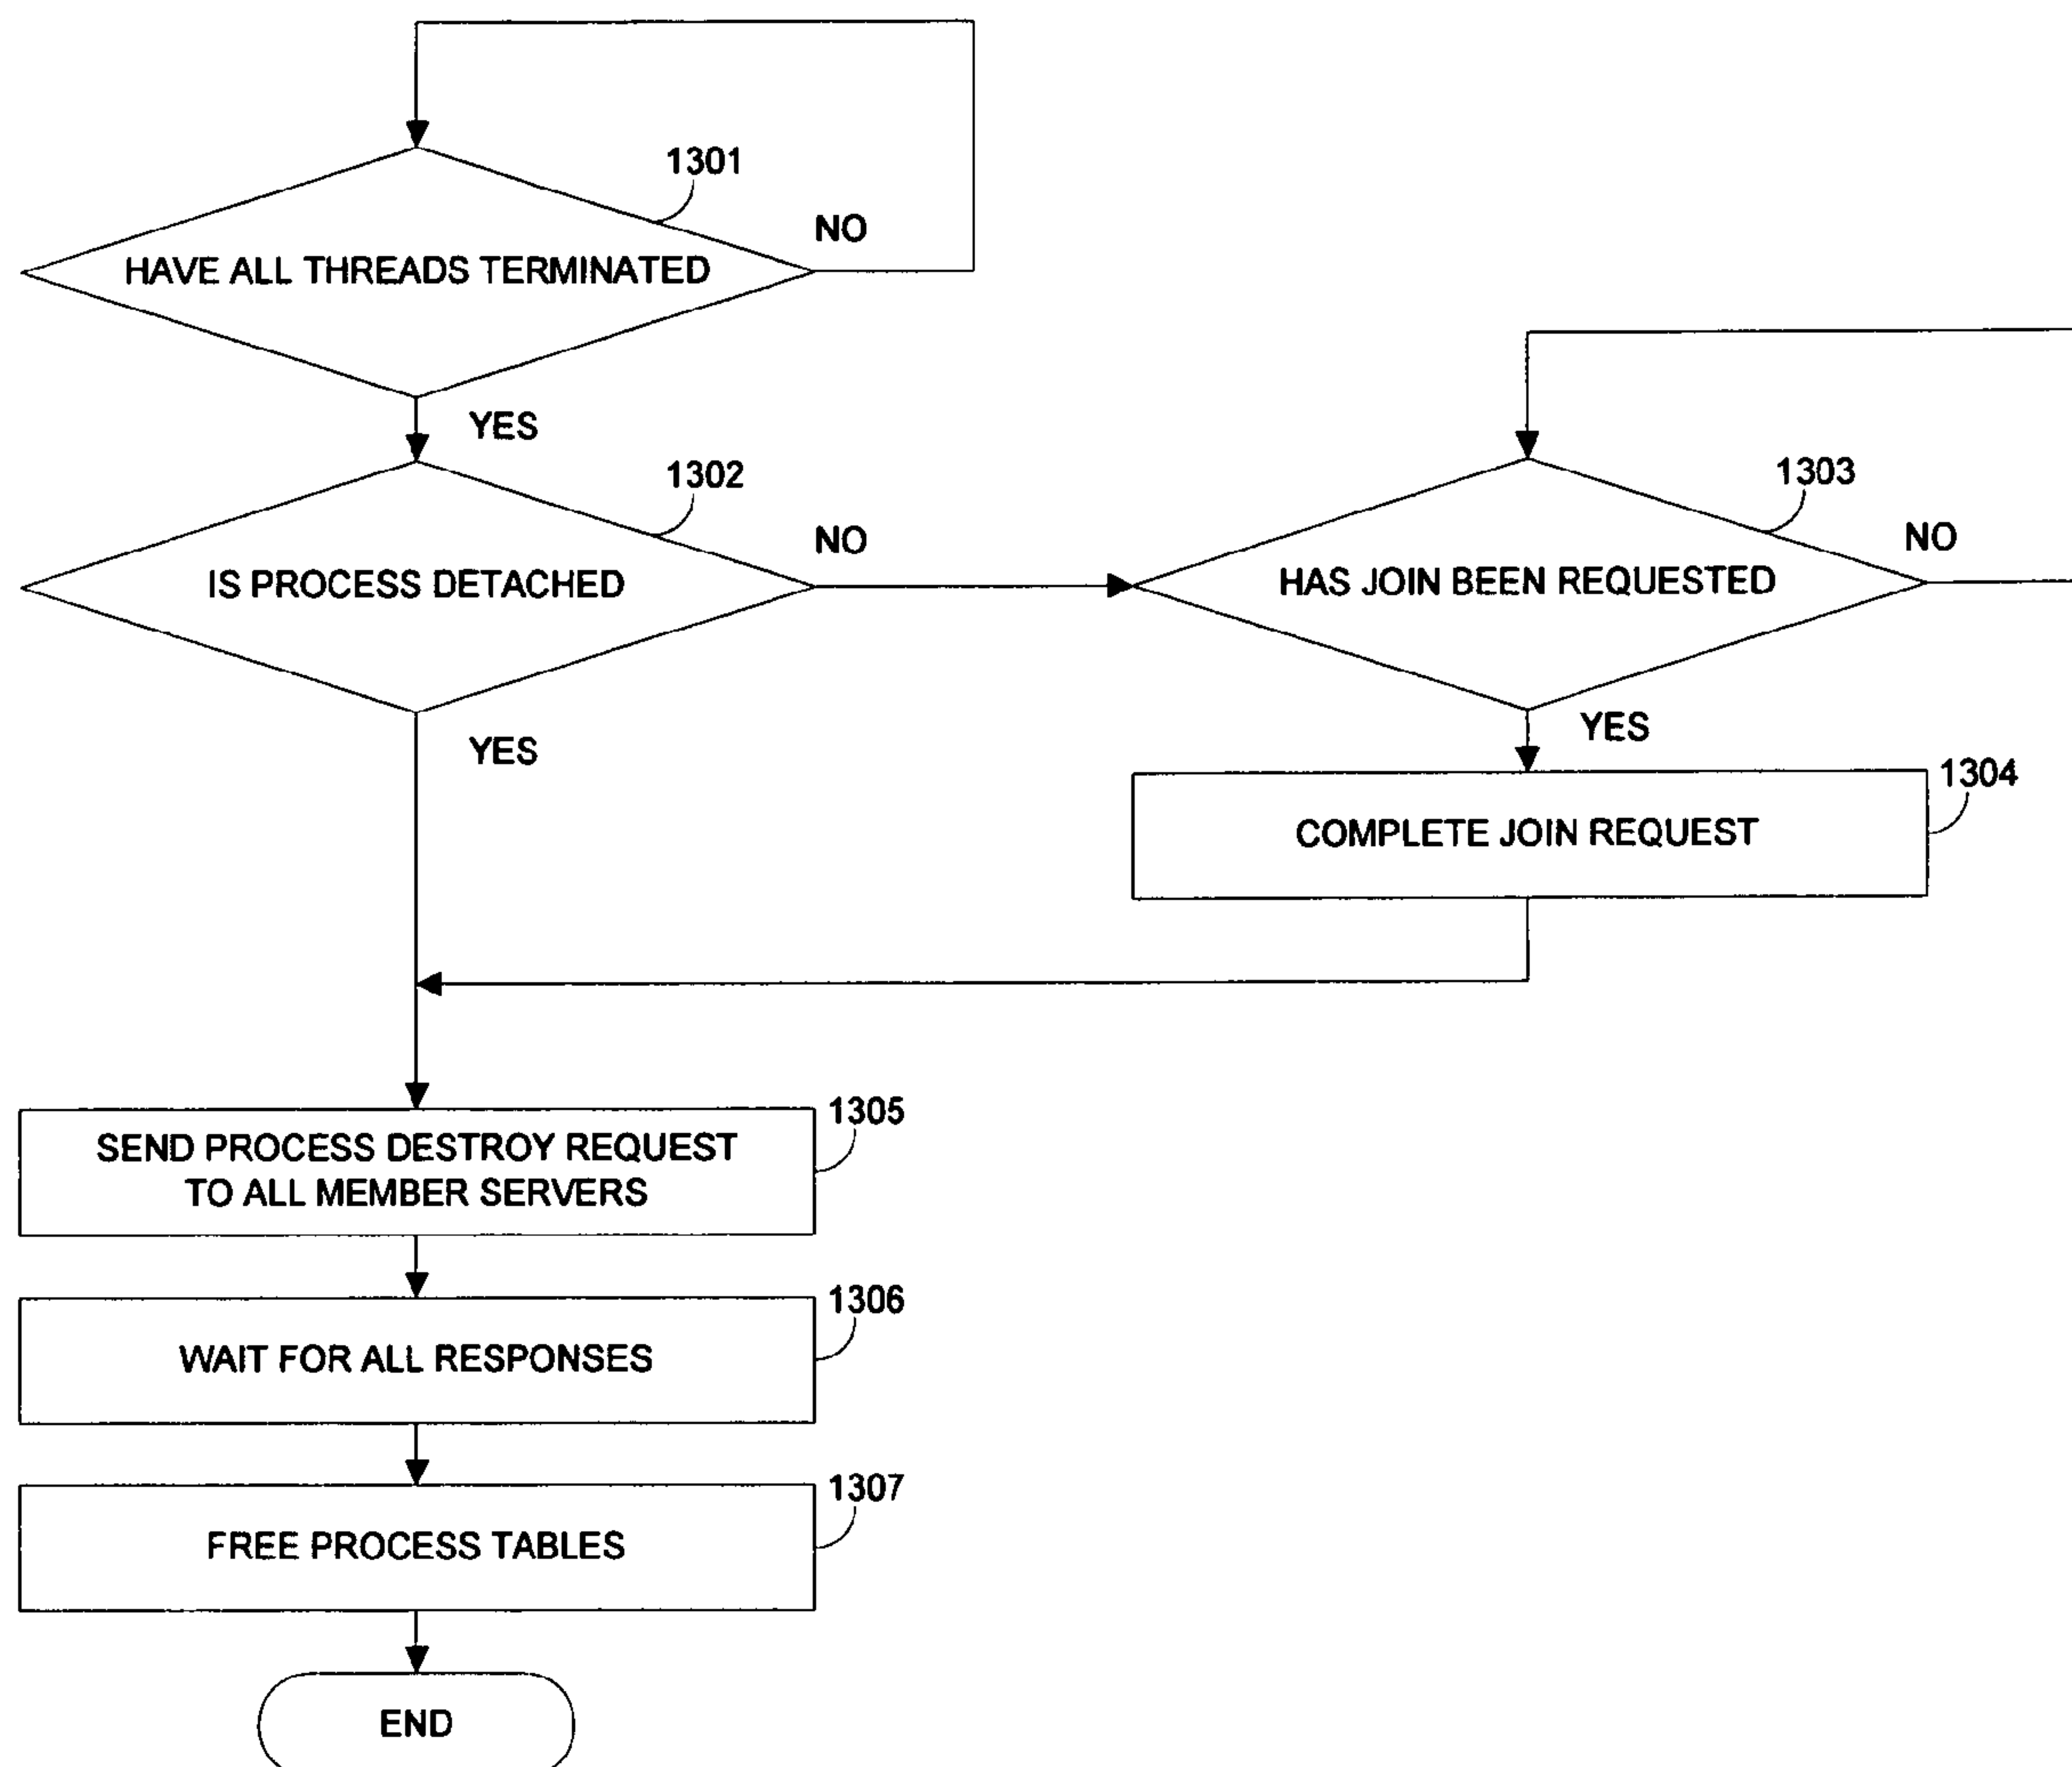 1301
NO
HAVE ALL THREADS TERMINATED
YES
1302
NO
IS PROCESS DETACHED
YES
1303
NO
HAS JOIN BEEN REQUESTED
YES
1304
COMPLETE JOIN REQUEST
1305
SEND PROCESS DESTROY REQUEST
TO ALL MEMBER SERVERS
1306
WAIT FOR ALL RESPONSES
1307
FREE PROCESS TABLES
END